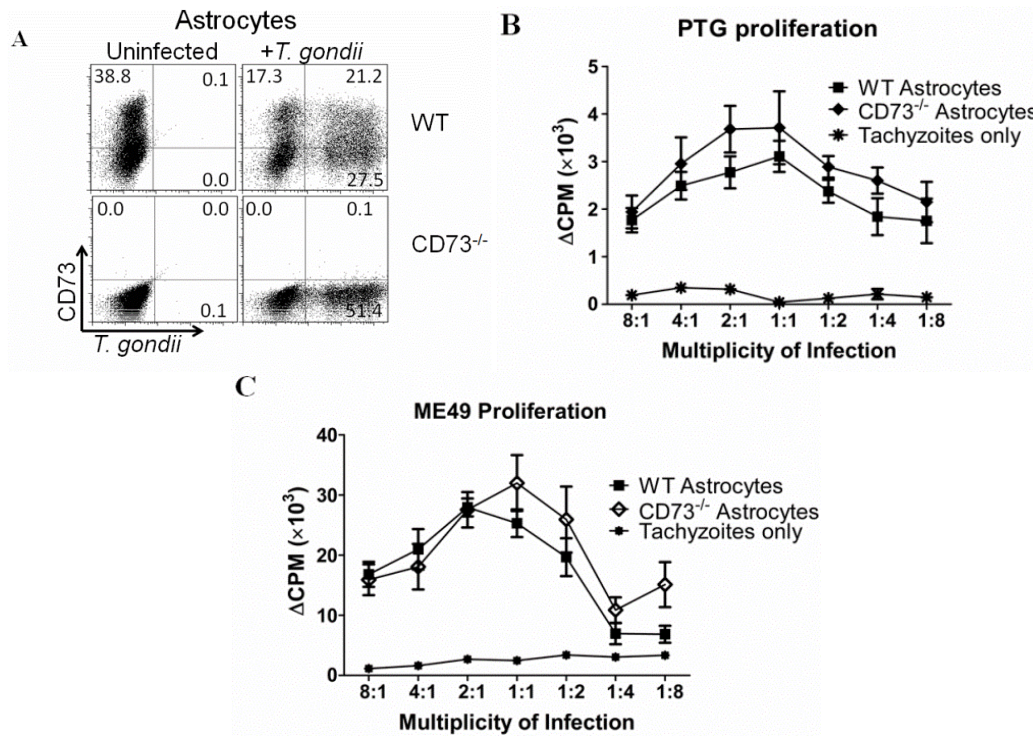 A
Astrocytes
Uninfected +T. gondii
38.8 0.1 17.3 21.2
WT
0.0 27.5
0.0 0.0 0.0 0.1
CD73-/-
0.1 51.4
CD73
T. gondii
B
PTG proliferation
WT Astrocytes
CD73-/- Astrocytes
Tachyzoites only
ΔCPM (×10³)
5
4
3
2
1
0
8:1 4:1 2:1 1:1 1:2 1:4 1:8
Multiplicity of Infection
C
ME49 Proliferation
WT Astrocytes
CD73-/- Astrocytes
Tachyzoites only
ΔCPM (×10³)
40
30
20
10
0
8:1 4:1 2:1 1:1 1:2 1:4 1:8
Multiplicity of Infection